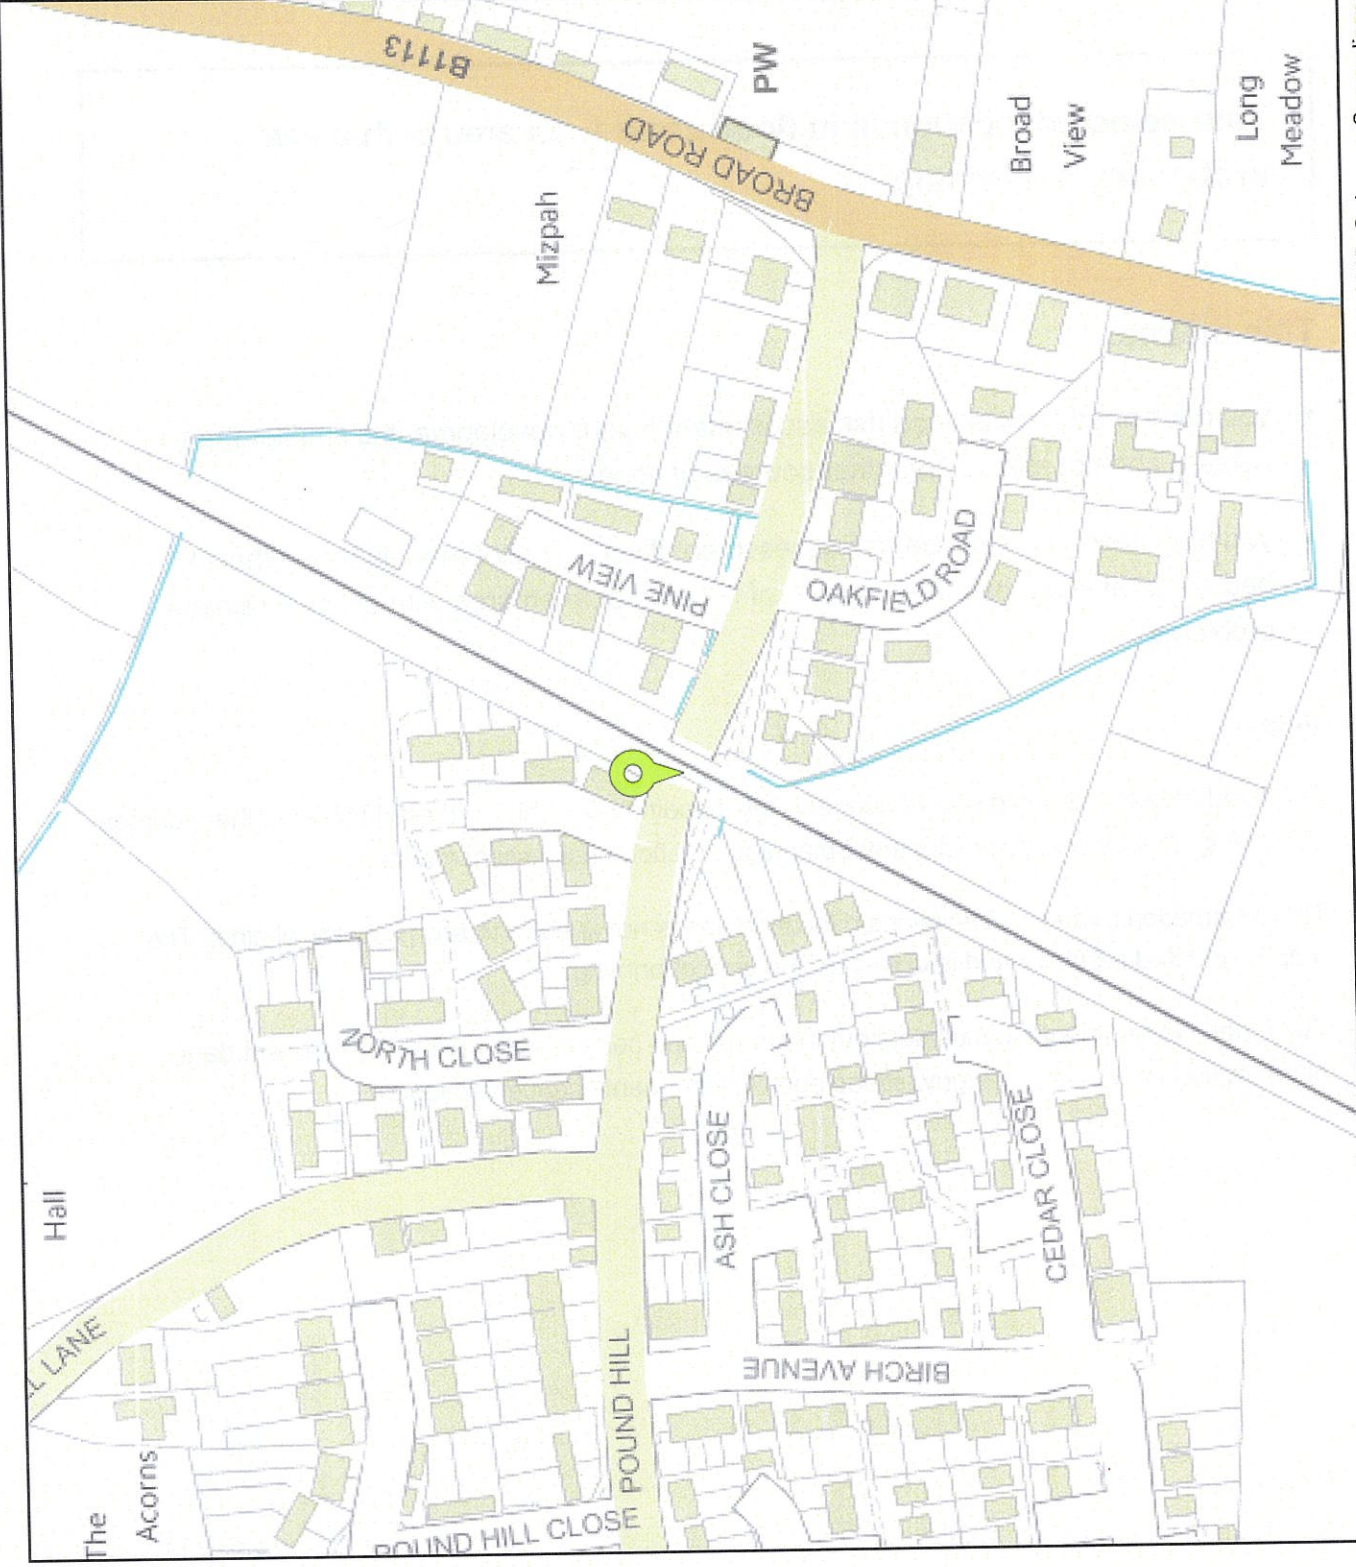 B1113
BROAD ROAD
PW
Mizpah
Broad
View
Long
Meadow
PINE VIEW
OAKFIELD ROAD
ZORTH CLOSE
Hall
LANE
ASH CLOSE
CEDAR CLOSE
BIRCH AVENUE
POUND HILL
POUND HILL CLOSE
The
Acorns